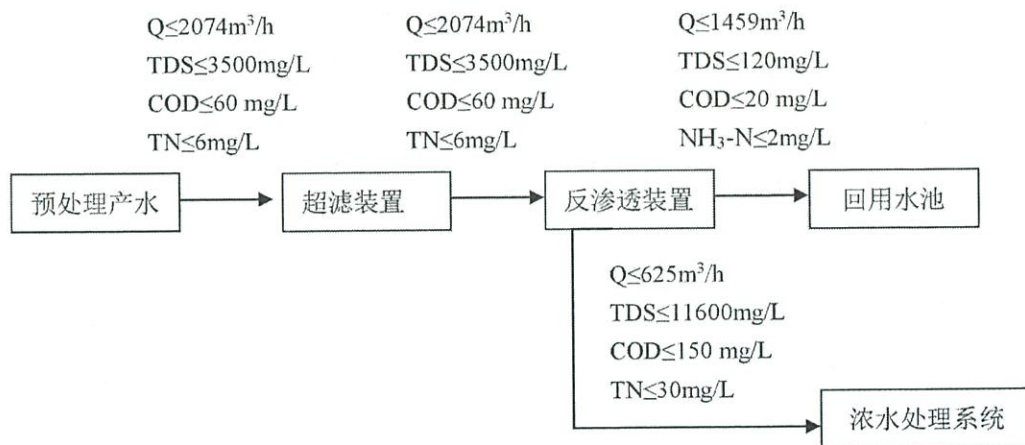 Q≤2074m³/h
TDS≤3500mg/L
COD≤60 mg/L
TN≤6mg/L
Q≤2074m³/h
TDS≤3500mg/L
COD≤60 mg/L
TN≤6mg/L
Q≤1459m³/h
TDS≤120mg/L
COD≤20 mg/L
NH₃-N≤2mg/L
预处理产水
超滤装置
反渗透装置
回用水池
Q≤625m³/h
TDS≤11600mg/L
COD≤150 mg/L
TN≤30mg/L
浓水处理系统